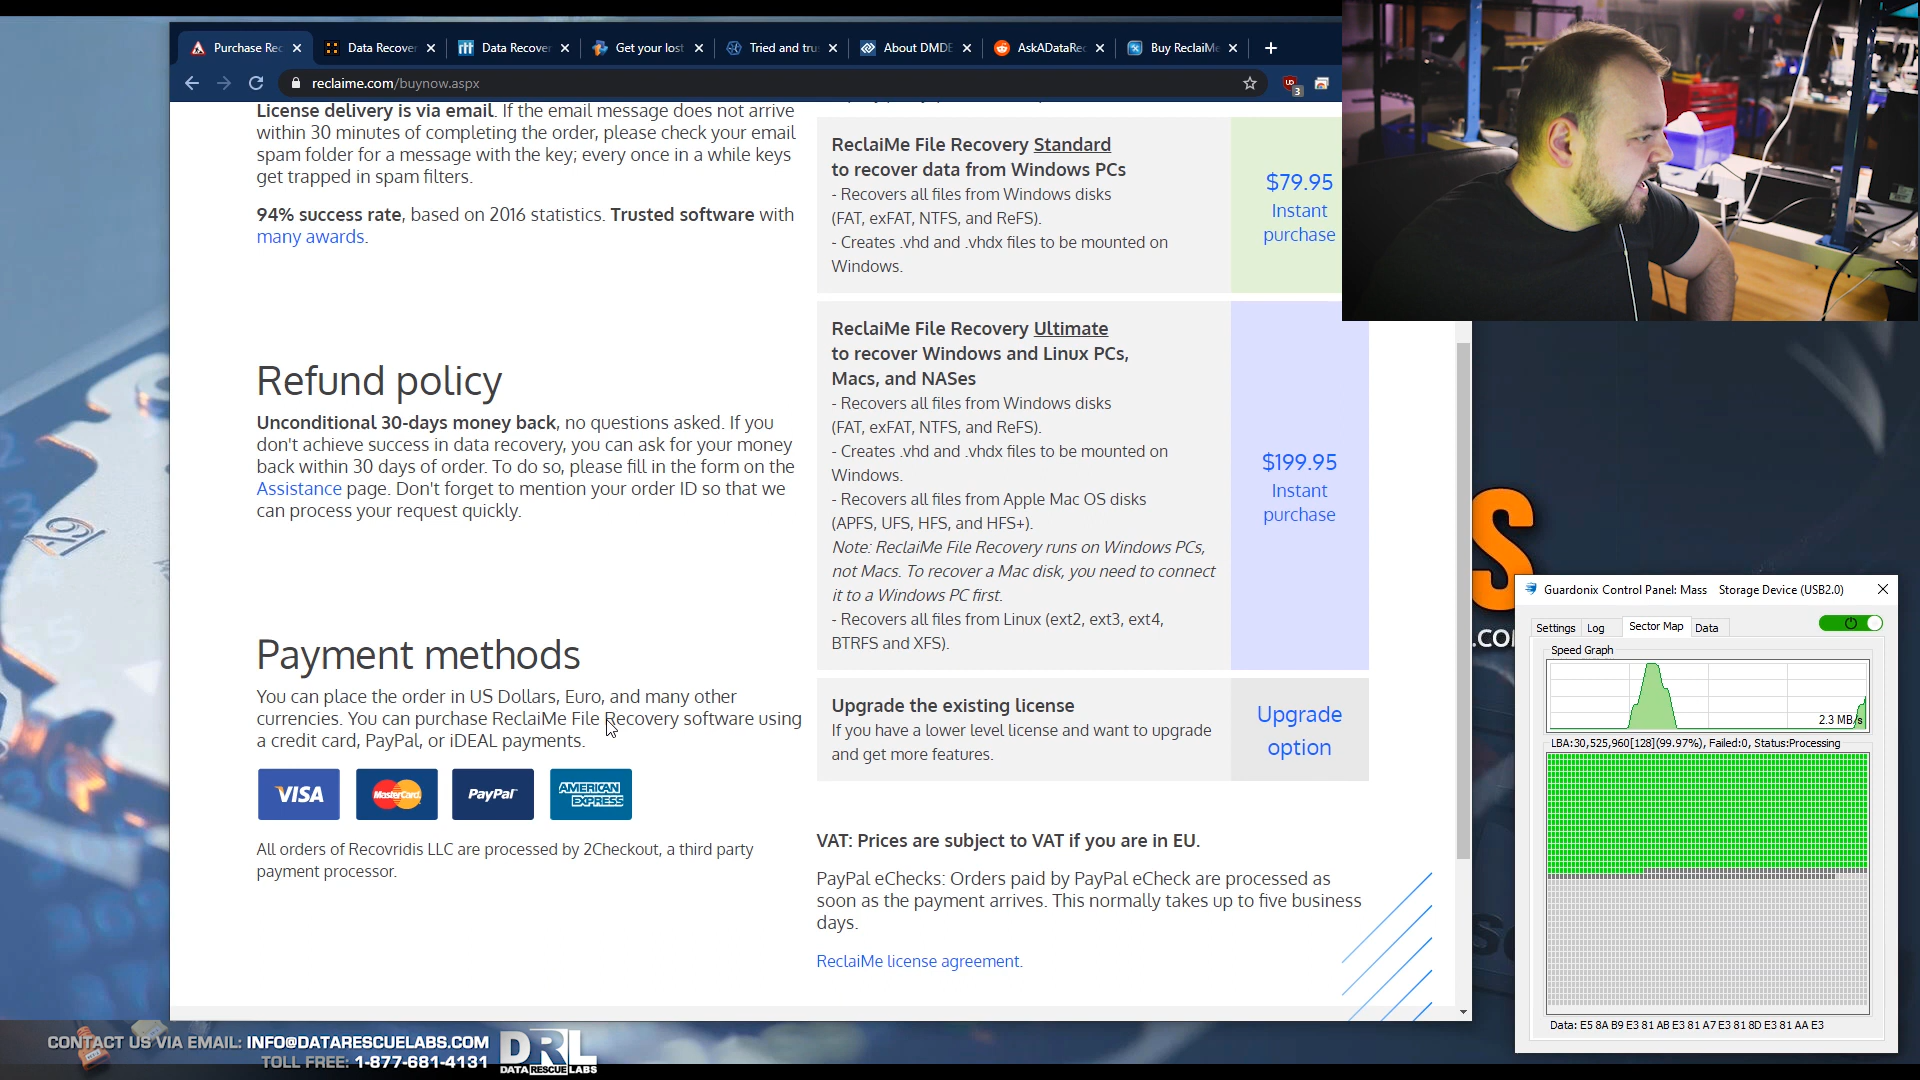 Purchase Rec
Data Recover
Data Recover
Get your lost
Tried and tru
About DMDE
AskADataRec
Buy ReclaiMe
reclaime.com/buynow.aspx
3
License delivery is via email. If the email message does not arrive
within 30 minutes of completing the order, please check your email
spam folder for a message with the key; every once in a while keys
get trapped in spam filters.
94% success rate, based on 2016 statistics. Trusted software with
many awards.
Refund policy
Unconditional 30-days money back, no questions asked. If you
don't achieve success in data recovery, you can ask for your money
back within 30 days of order. To do so, please fill in the form on the
Assistance page. Don't forget to mention your order ID so that we
can process your request quickly.
Payment methods
You can place the order in US Dollars, Euro, and many other
currencies. You can purchase ReclaiMe File Recovery software using
a credit card, PayPal, or iDEAL payments.
VISA
MasterCard
PayPal
AMERICAN
EXPRESS
All orders of Recovridis LLC are processed by 2Checkout, a third party
payment processor.
ReclaiMe File Recovery Standard
to recover data from Windows PCs
- Recovers all files from Windows disks
(FAT, exFAT, NTFS, and ReFS).
- Creates .vhd and .vhdx files to be mounted on
Windows.
$79.95
Instant
purchase
ReclaiMe File Recovery Ultimate
to recover Windows and Linux PCs,
Macs, and NASes
- Recovers all files from Windows disks
(FAT, exFAT, NTFS, and ReFS).
- Creates .vhd and .vhdx files to be mounted on
Windows.
- Recovers all files from Apple Mac OS disks
(APFS, UFS, HFS, and HFS+).
Note: ReclaiMe File Recovery runs on Windows PCs,
not Macs. To recover a Mac disk, you need to connect
it to a Windows PC first.
- Recovers all files from Linux (ext2, ext3, ext4,
BTRFS and XFS).
$199.95
Instant
purchase
Upgrade the existing license
If you have a lower level license and want to upgrade
and get more features.
Upgrade
option
VAT: Prices are subject to VAT if you are in EU.
PayPal eChecks: Orders paid by PayPal eCheck are processed as
soon as the payment arrives. This normally takes up to five business
days.
ReclaiMe license agreement.
S
.CO
Guardonix Control Panel: Mass Storage Device (USB2.0)
Settings Log Sector Map Data
Speed Graph
2.3 MB/s
LBA:30,525,960[128](99.97%), Failed:0, Status:Processing
Data: E5 8A B9 E3 81 AB E3 81 A7 E3 81 8D E3 81 AA E3
CONTACT US VIA EMAIL: INFO@DATARESCUELABS.COM
TOLL FREE: 1-877-681-4131
DRL
DATA RESCUE LABS